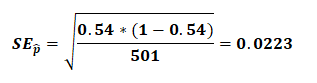 SE_p̂ = √(0.54 * (1 − 0.54) / 501) = 0.0223